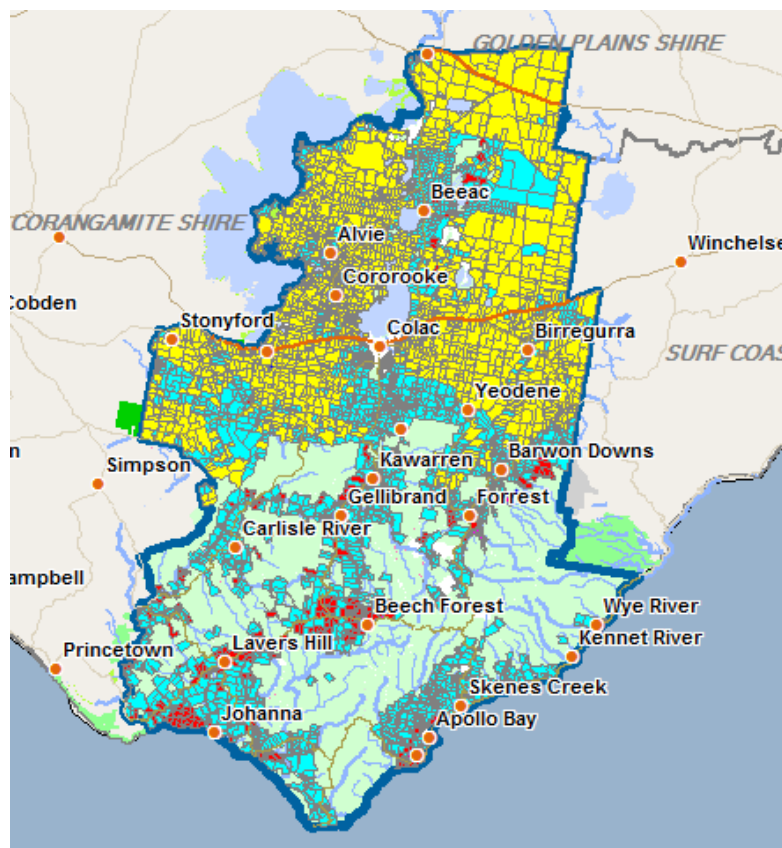 GOLDEN PLAINS SHIRE
Beeac
CORANGAMITE SHIRE
Alvie
Winchelse
Cororooke
Cobden
Stonyford
Colac
Birregurra
SURF COAS
Yeodene
n
Simpson
Kawarren
Barwon Downs
Gellibrand
Forrest
Carlisle River
ampbell
Beech Forest
Wye River
Princetown
Lavers Hill
Kennet River
Skenes Creek
Johanna
Apollo Bay